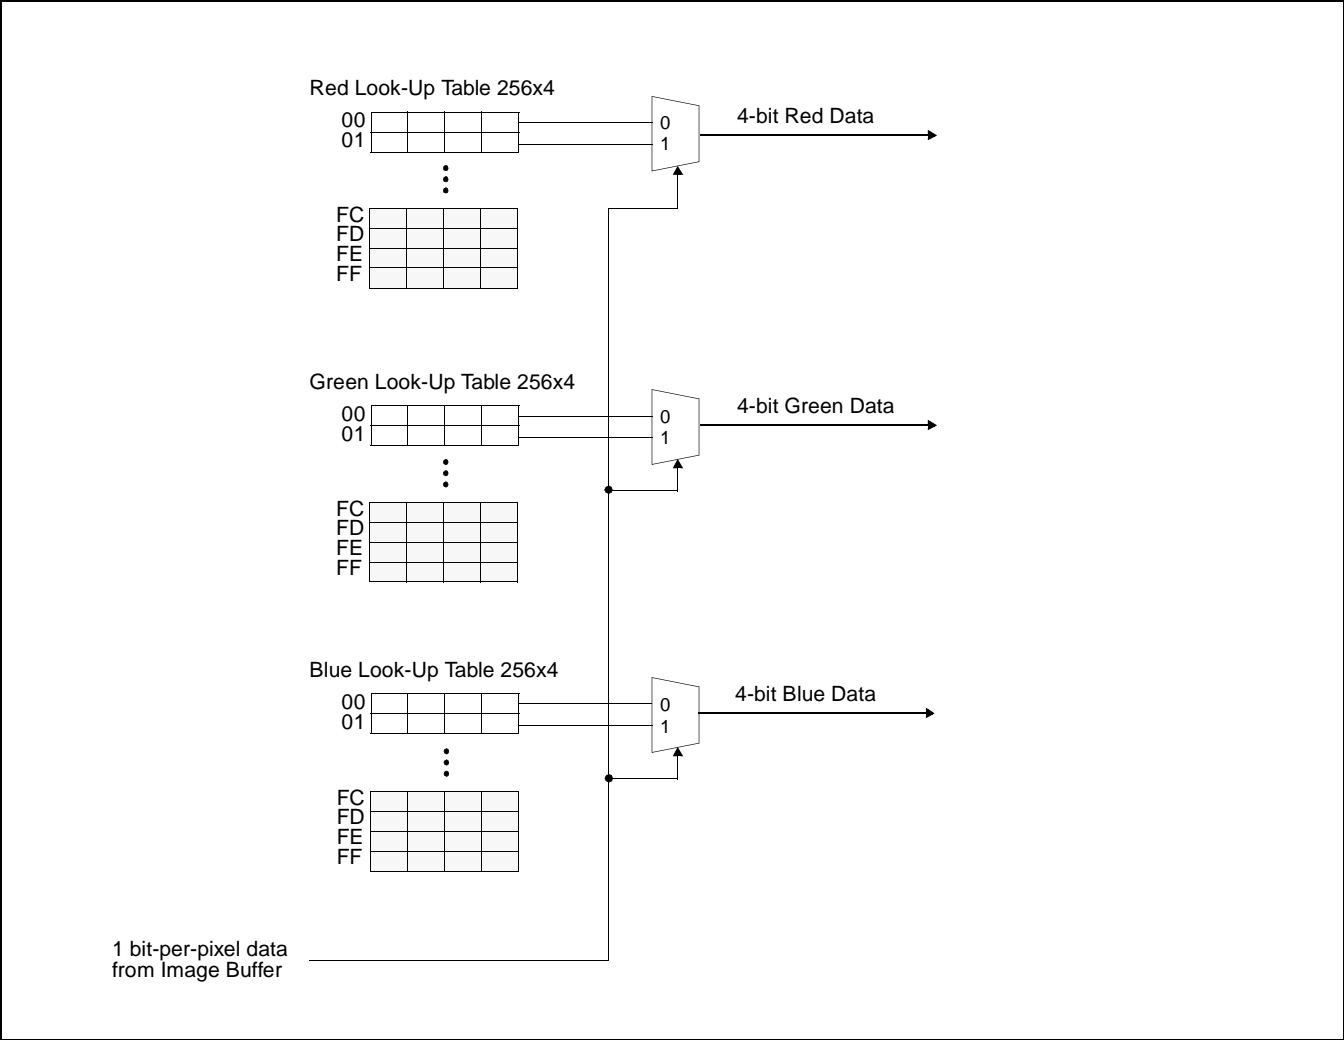 Red Look-Up Table 256x4
00
01
FC
FD
FE
FF
0
1
4-bit Red Data
Green Look-Up Table 256x4
00
01
FC
FD
FE
FF
0
1
4-bit Green Data
Blue Look-Up Table 256x4
00
01
FC
FD
FE
FF
0
1
4-bit Blue Data
1 bit-per-pixel data
from Image Buffer